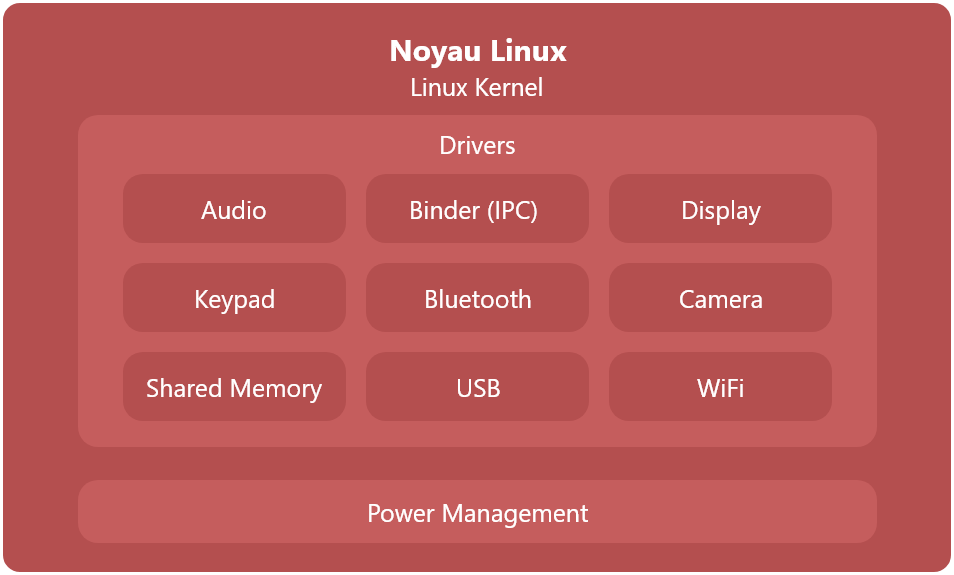 Noyau Linux
Linux Kernel
Drivers
Audio
Binder (IPC)
Display
Keypad
Bluetooth
Camera
Shared Memory
USB
WiFi
Power Management